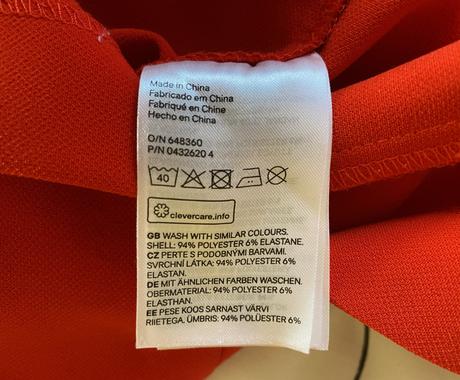 Made in China
Fabricado em China
Fabriqué en Chine
Hecho en China
O/N 648360
P/N 0432620 4
40
clevercare.info
GB WASH WITH SIMILAR COLOURS.
SHELL: 94% POLYESTER 6% ELASTANE.
CZ PERTE S PODOBNÝMI BARVAMI.
SVRCHNÍ LÁTKA: 94% POLYESTER 6%
ELASTAN.
DE MIT ÄHNLICHEN FARBEN WASCHEN.
OBERMATERIAL: 94% POLYESTER 6%
ELASTHAN.
EE PESE KOOS SARNAST VÄRVI
RIIETEGA. ÜMBRIS: 94% POLÜESTER 6%